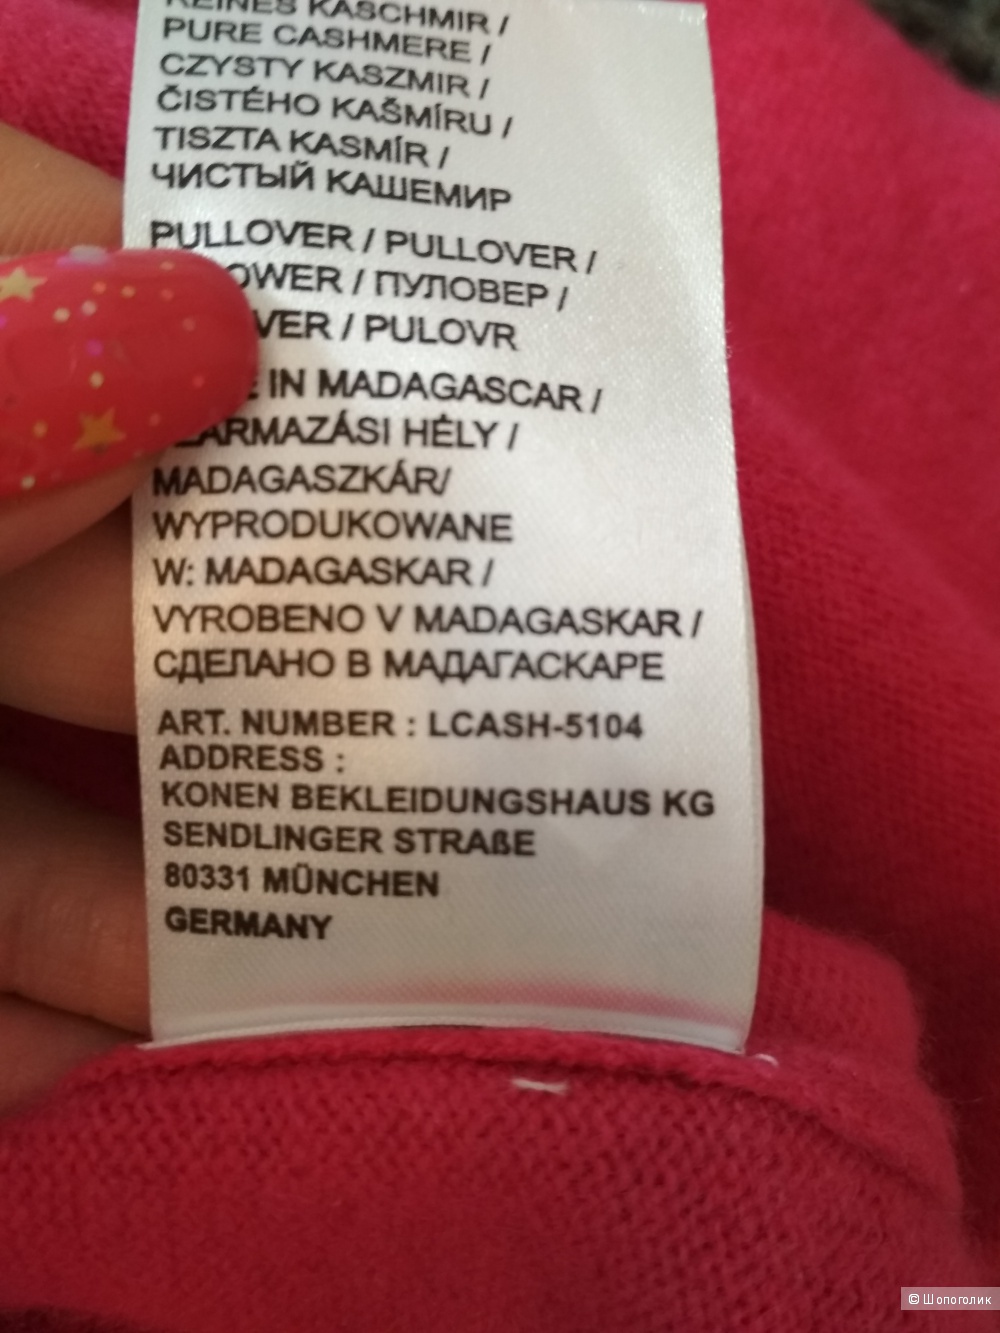 REINES KASCHMIR /
PURE CASHMERE /
CZYSTY KASZMIR /
ČISTÉHO KAŠMÍRU /
TISZTA KASMÍR /
ЧИСТЫЙ КАШЕМИР
PULLOVER / PULLOVER /
/ ПУЛОВЕР /
/ PULOVR
IN MADAGASCAR /
HÉLY /
MADAGASZKÁR/
WYPRODUKOWANE
W: MADAGASKAR /
VYROBENO V MADAGASKAR /
СДЕЛАНО В МАДАГАСКАРЕ
ART. NUMBER : LCASH-5104
ADDRESS :
KONEN BEKLEIDUNGSHAUS KG
SENDLINGER STRAßE
80331 MÜNCHEN
GERMANY
© Шопоголик